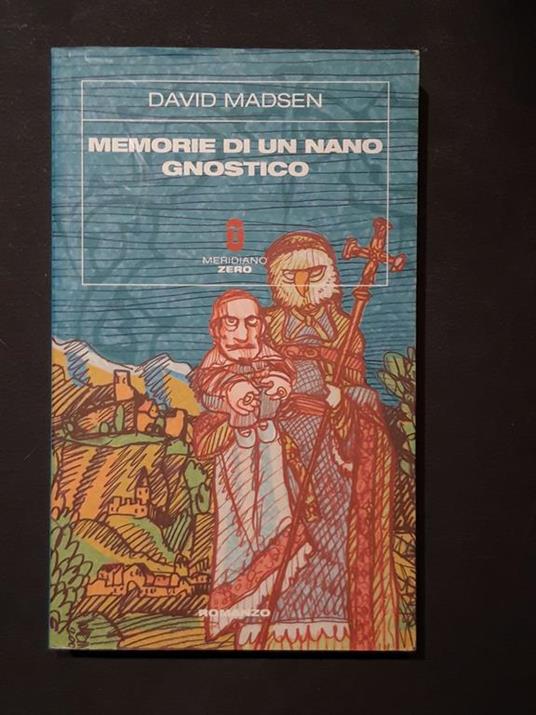 DAVID MADSEN
MEMORIE DI UN NANO
GNOSTICO
MERIDIANO
ZERO
ROMANZO